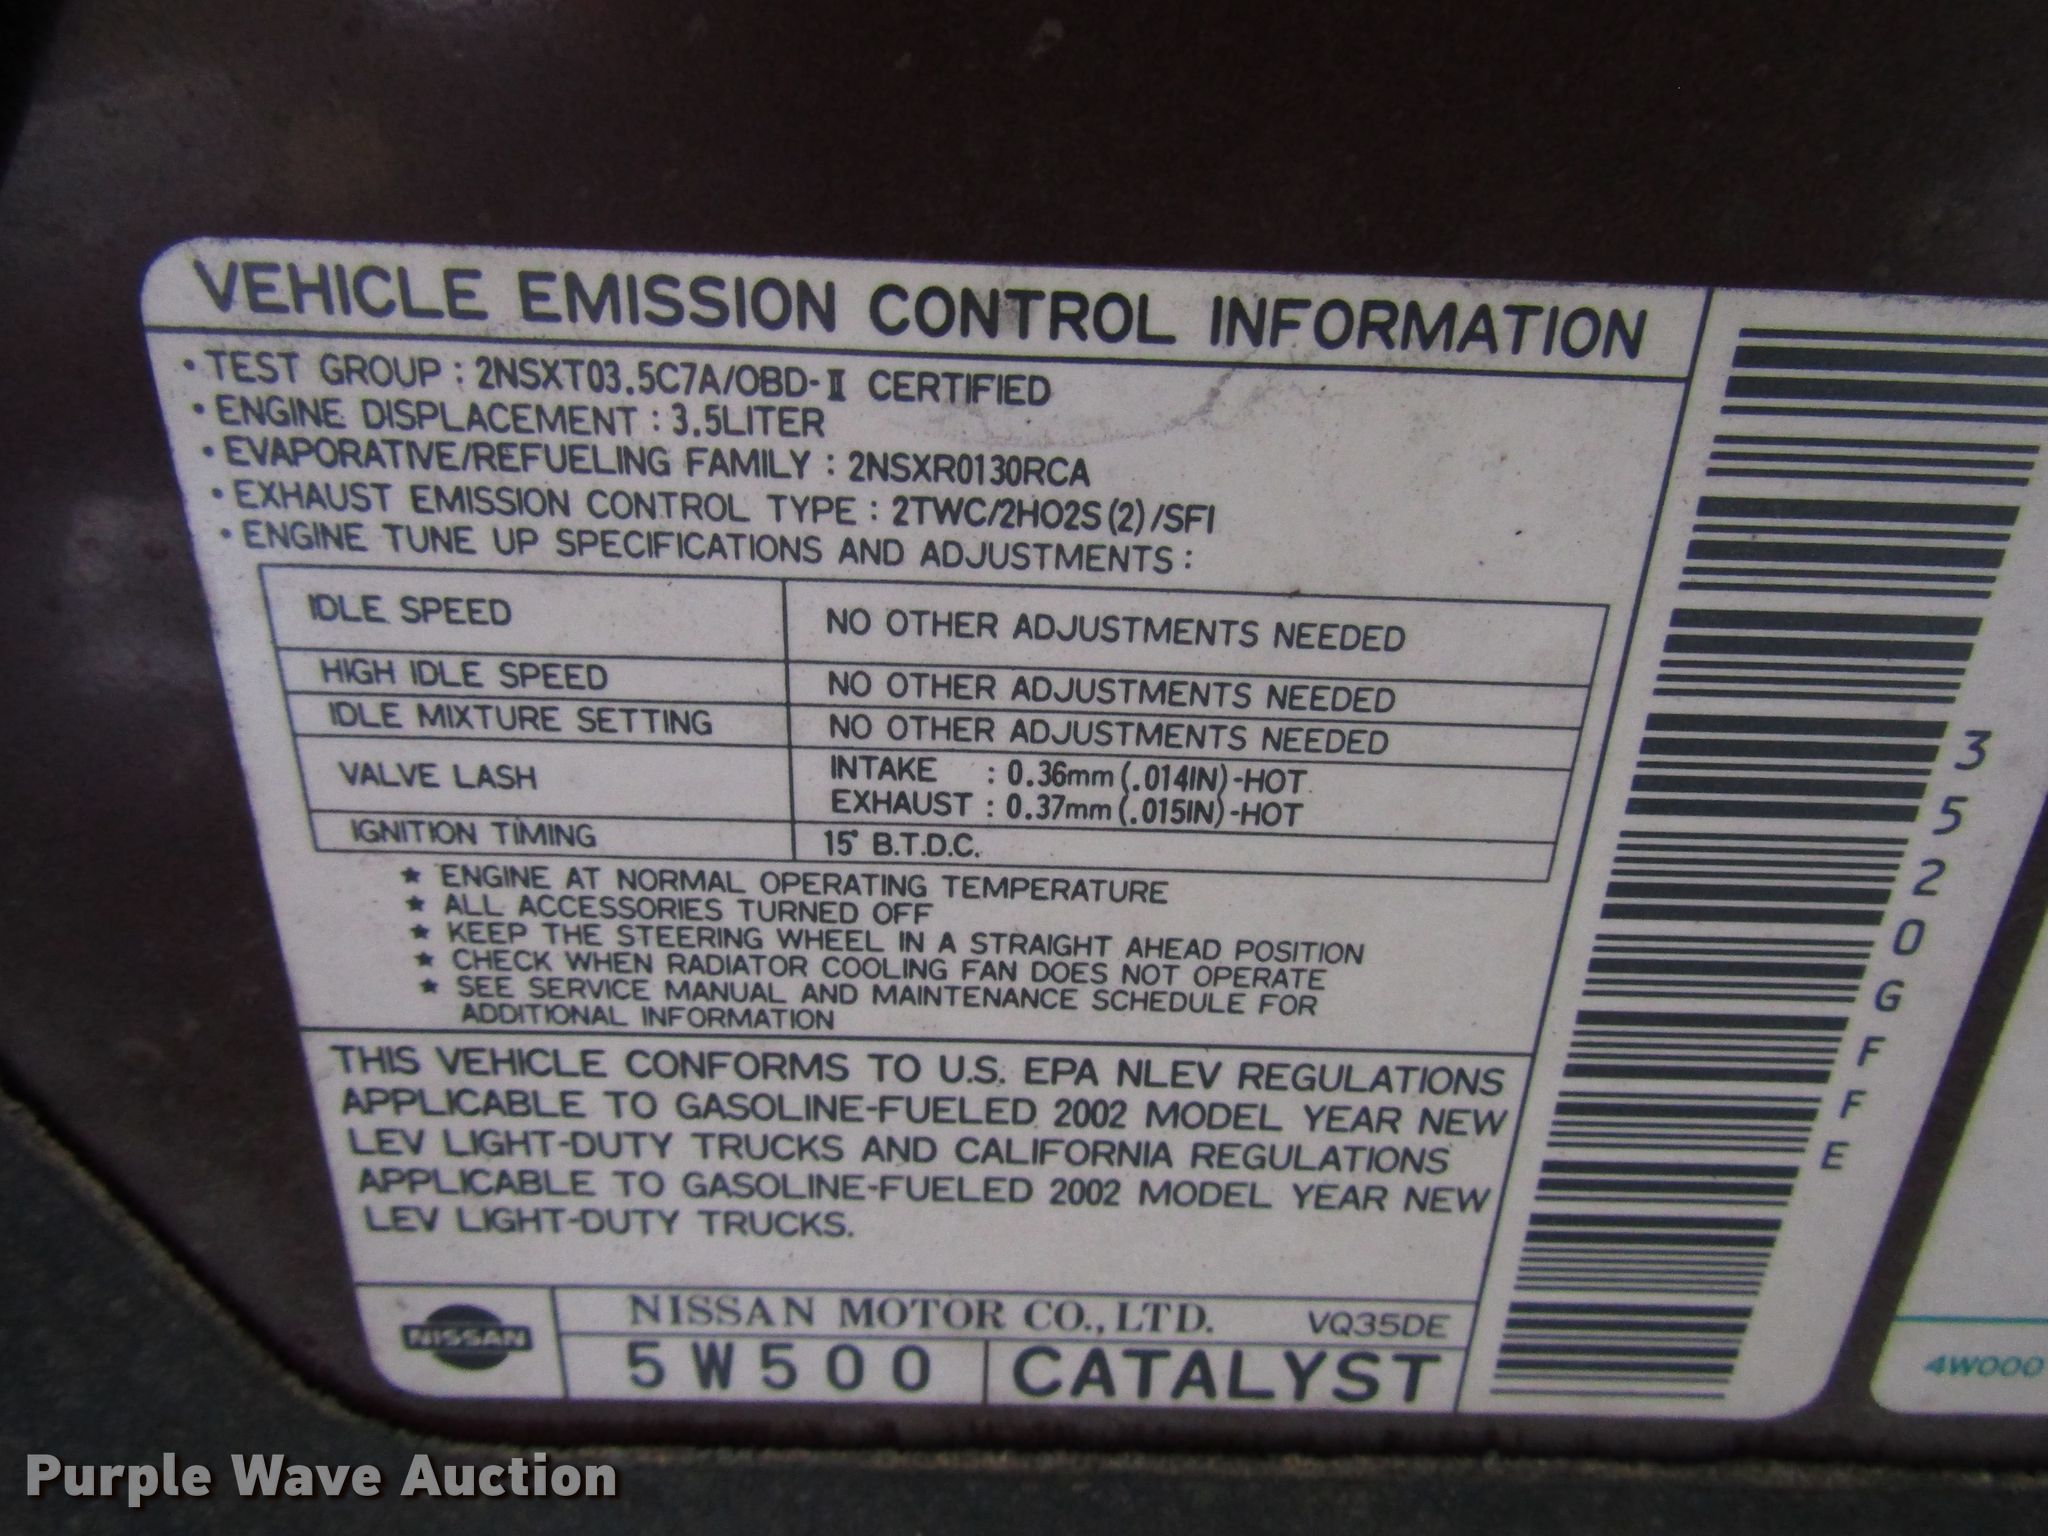 VEHICLE EMISSION CONTROL INFORMATION
• TEST GROUP : 2NSXT03.5C7A/OBD-II CERTIFIED
• ENGINE DISPLACEMENT : 3.5LITER
• EVAPORATIVE/REFUELING FAMILY : 2NSXR0130RCA
• EXHAUST EMISSION CONTROL TYPE : 2TWC/2HO2S(2)/SFI
• ENGINE TUNE UP SPECIFICATIONS AND ADJUSTMENTS :
IDLE SPEED NO OTHER ADJUSTMENTS NEEDED
HIGH IDLE SPEED NO OTHER ADJUSTMENTS NEEDED
IDLE MIXTURE SETTING NO OTHER ADJUSTMENTS NEEDED
VALVE LASH INTAKE : 0.36mm(.014IN)-HOT
EXHAUST : 0.37mm(.015IN)-HOT
IGNITION TIMING 15° B.T.D.C.
★ ENGINE AT NORMAL OPERATING TEMPERATURE
★ ALL ACCESSORIES TURNED OFF
★ KEEP THE STEERING WHEEL IN A STRAIGHT AHEAD POSITION
★ CHECK WHEN RADIATOR COOLING FAN DOES NOT OPERATE
★ SEE SERVICE MANUAL AND MAINTENANCE SCHEDULE FOR
ADDITIONAL INFORMATION
THIS VEHICLE CONFORMS TO U.S. EPA NLEV REGULATIONS
APPLICABLE TO GASOLINE-FUELED 2002 MODEL YEAR NEW
LEV LIGHT-DUTY TRUCKS AND CALIFORNIA REGULATIONS
APPLICABLE TO GASOLINE-FUELED 2002 MODEL YEAR NEW
LEV LIGHT-DUTY TRUCKS.
NISSAN
NISSAN MOTOR CO., LTD. VQ35DE
5W500 CATALYST
3520GFFE
4W000
Purple Wave Auction